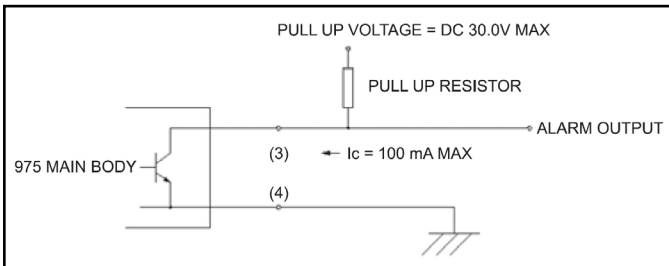 PULL UP VOLTAGE = DC 30.0V MAX
PULL UP RESISTOR
ALARM OUTPUT
(3)
Ic = 100 mA MAX
975 MAIN BODY
(4)